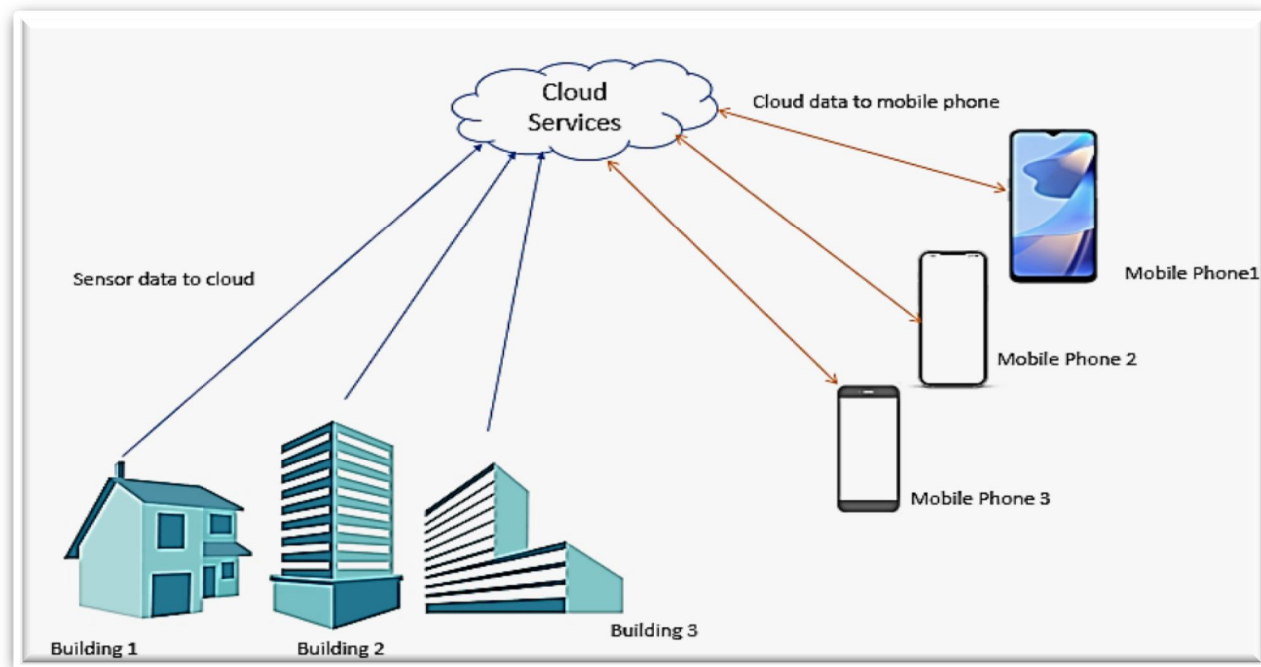 Cloud
Services
Cloud data to mobile phone
Sensor data to cloud
Mobile Phone1
Mobile Phone 2
Mobile Phone 3
Building 1
Building 2
Building 3